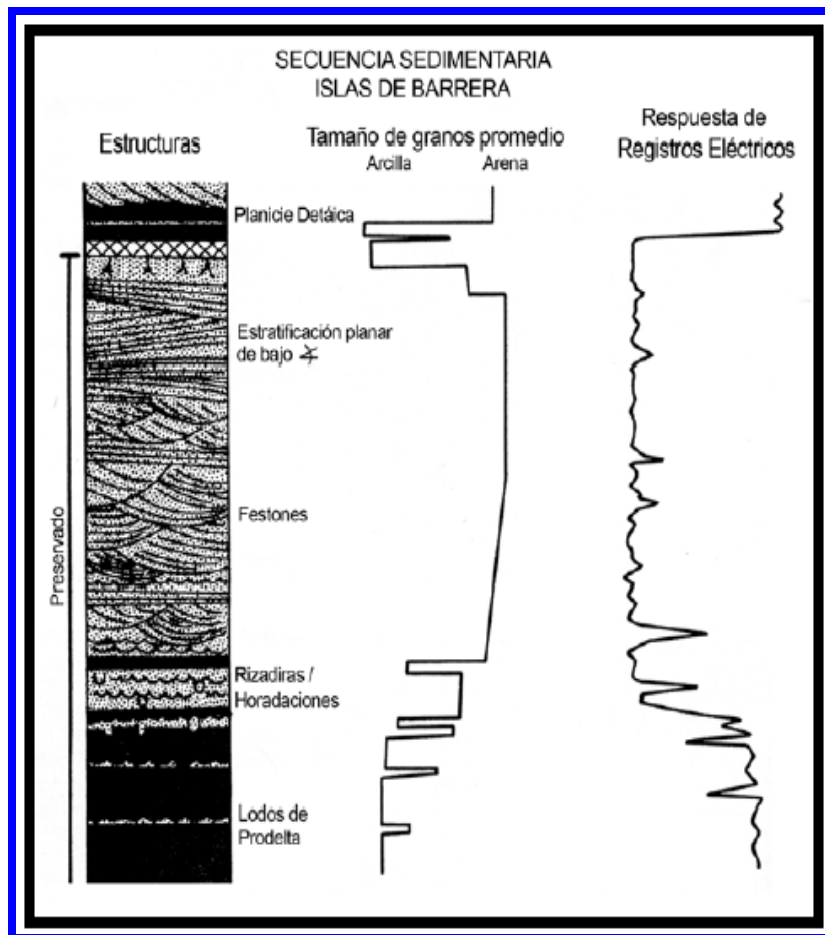 SECUENCIA SEDIMENTARIA
ISLAS DE BARRERA
Estructuras
Tamaño de granos promedio
Arcilla
Arena
Respuesta de
Registros Eléctricos
Planicie Detáica
Estratificación planar
de bajo
Festones
Preservado
Rizadiras /
Horadaciones
Lodos de
Prodelta